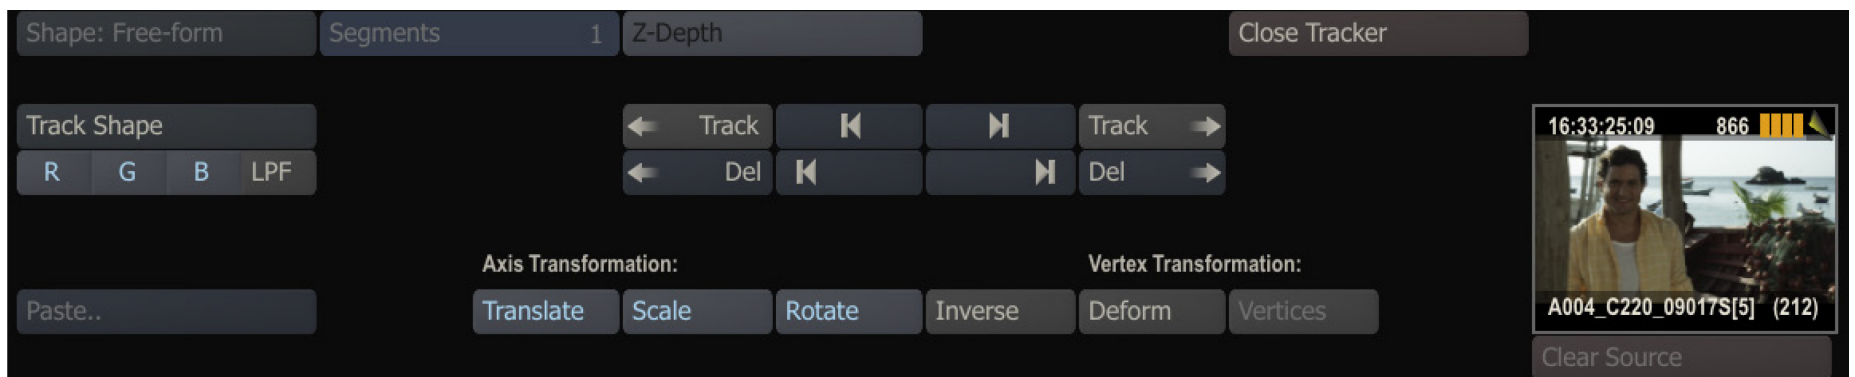 Shape: Free-form Segments 1 Z-Depth Close Tracker
Track Shape Track Track
16:33:25:09 866
R G B LPF Del Del
Axis Transformation: Vertex Transformation:
Paste.. Translate Scale Rotate Inverse Deform Vertices
A004_C220_09017S[5] (212)
Clear Source